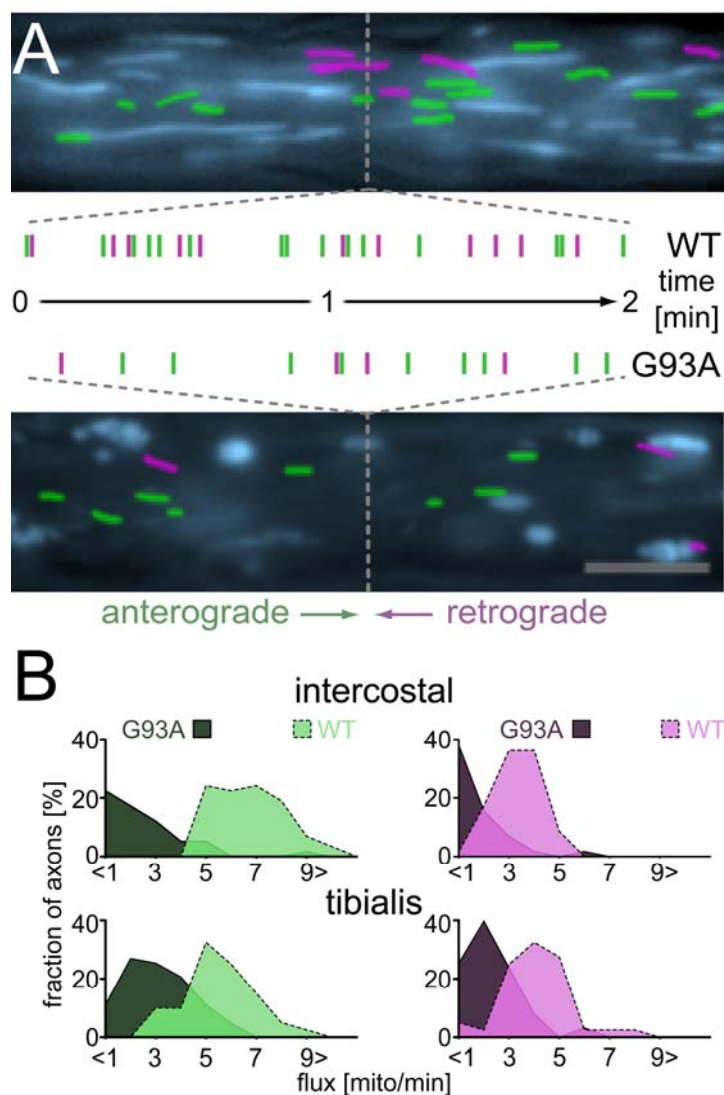 A
WT
time
0 1 2
[min]
G93A
anterograde retrograde
B
intercostal
G93A WT G93A WT
fraction of axons [%]
40
20
0
<1 3 5 7 9>
40
20
0
<1 3 5 7 9>
tibialis
40
20
0
<1 3 5 7 9>
40
20
0
<1 3 5 7 9>
flux [mito/min]